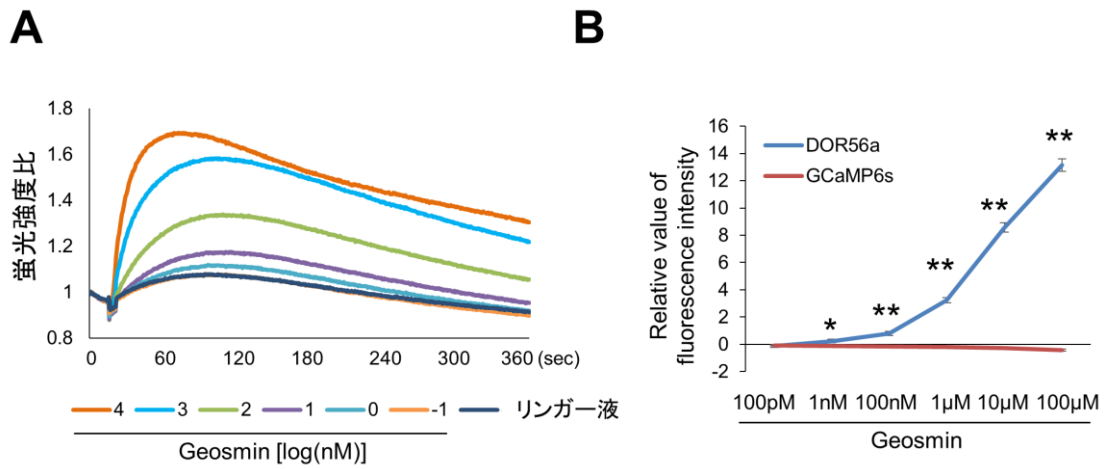 A
蛍光強度比
1.8
1.6
1.4
1.2
1
0.8
0 60 120 180 240 300 360 (sec)
4 3 2 1 0 -1 リンガー液
Geosmin [log(nM)]
B
Relative value of
fluorescence intensity
16
14
12
10
8
6
4
2
0
-2
DOR56a
GCaMP6s
*
**
**
**
**
100pM 1nM 100nM 1μM 10μM 100μM
Geosmin